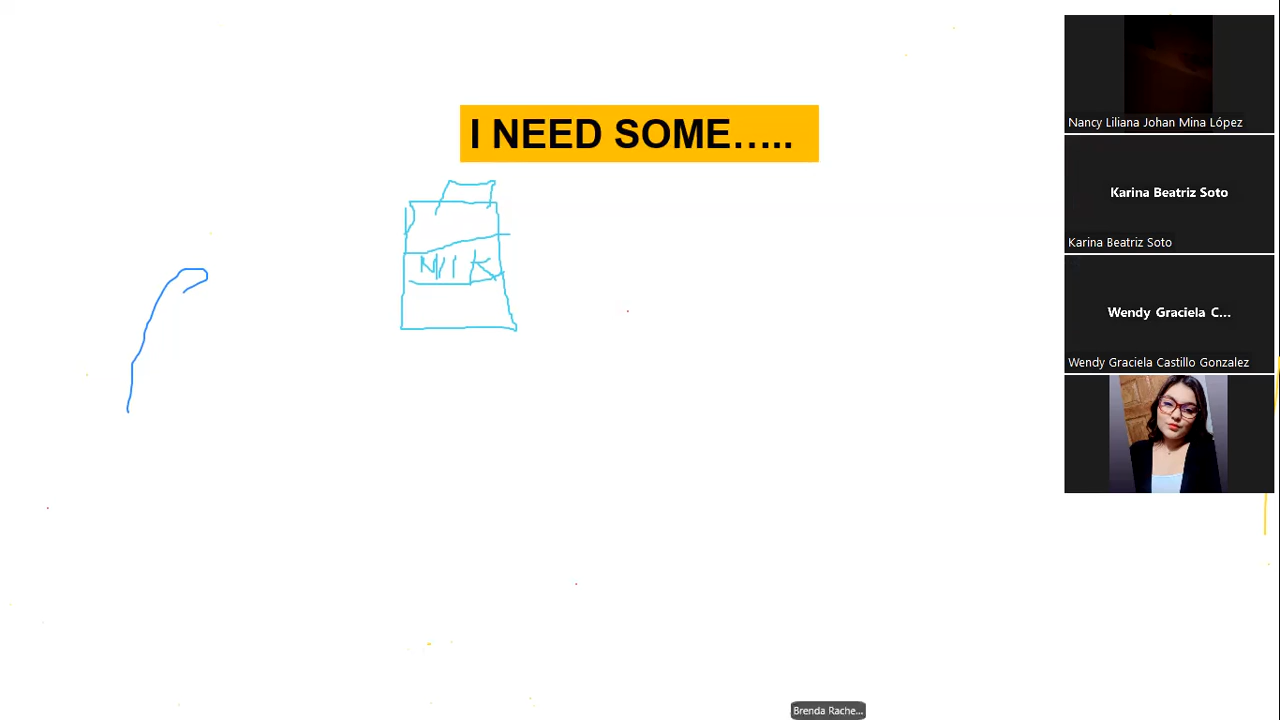 I NEED SOME.....
MILK
Nancy Liliana Johan Mina López
Karina Beatriz Soto
Karina Beatriz Soto
Wendy Graciela C...
Wendy Graciela Castillo Gonzalez
Brenda Rache...